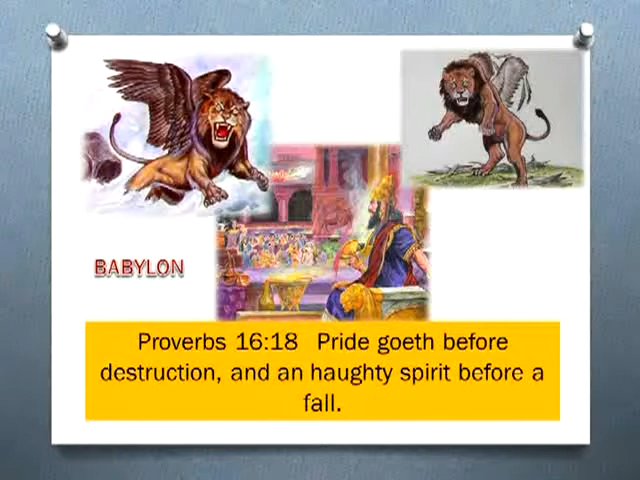 BABYLON
Proverbs 16:18 Pride goeth before
destruction, and an haughty spirit before a
fall.